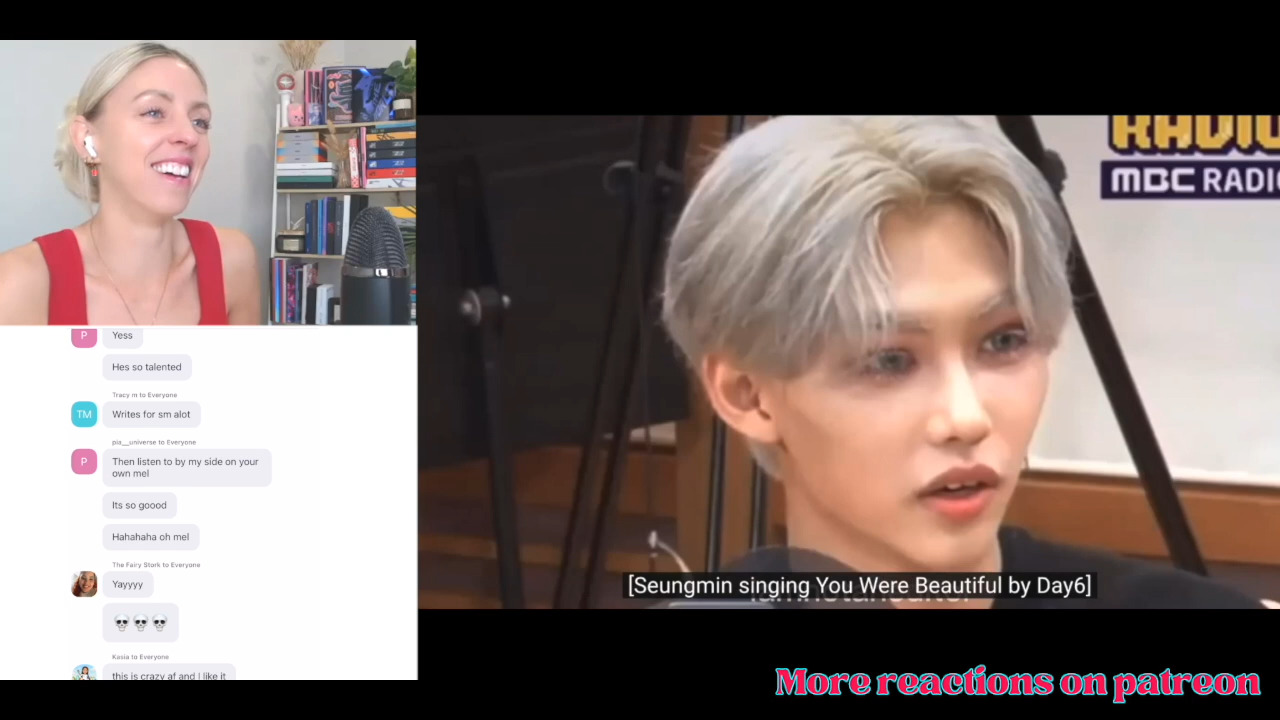 P
Yess
Hes so talented
Tracy m to Everyone
TM
Writes for sm alot
pia__universe to Everyone
P
Then listen to by my side on your
own mel
Its so goood
Hahahaha oh mel
The Fairy Stork to Everyone
Yayyyy
Kasia to Everyone
this is crazy af and I like it
RADIO
MBC RADIO
[Seungmin singing You Were Beautiful by Day6]
More reactions on patreon